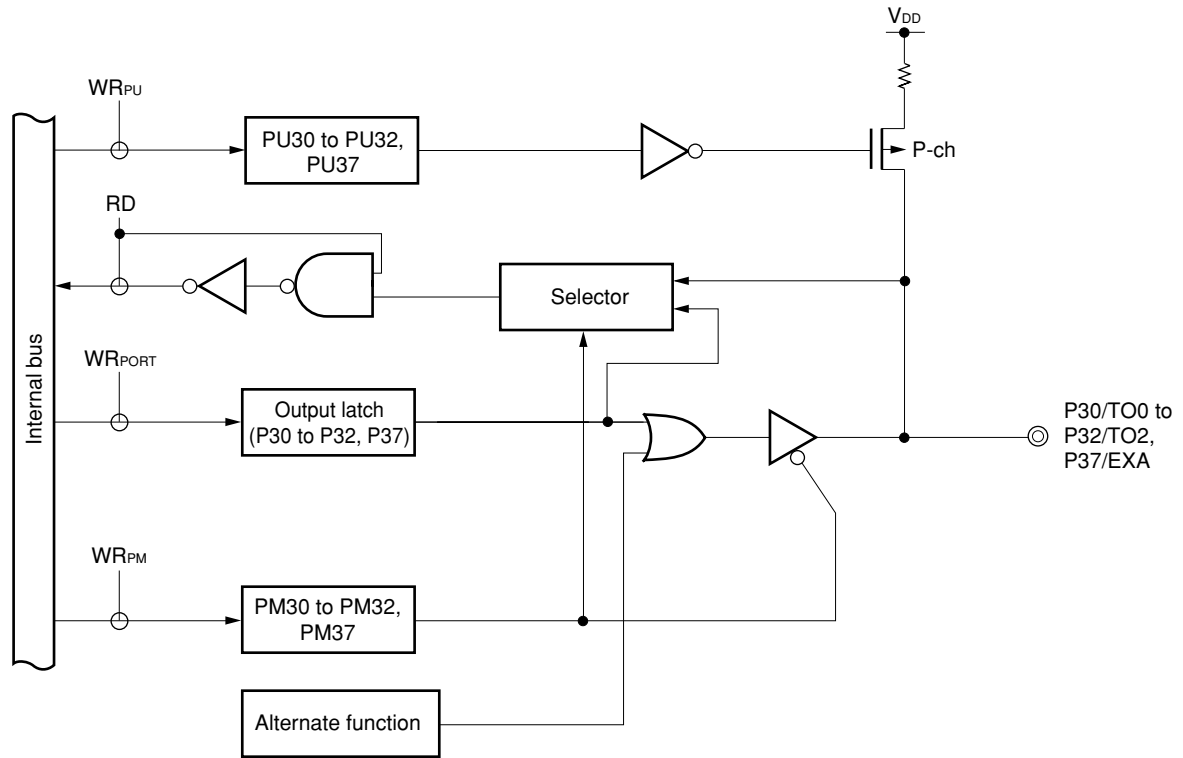 VDD
WRPU
PU30 to PU32,
PU37
P-ch
RD
Selector
Internal bus
WRPORT
Output latch
(P30 to P32, P37)
P30/TO0 to
P32/TO2,
P37/EXA
WRPM
PM30 to PM32,
PM37
Alternate function